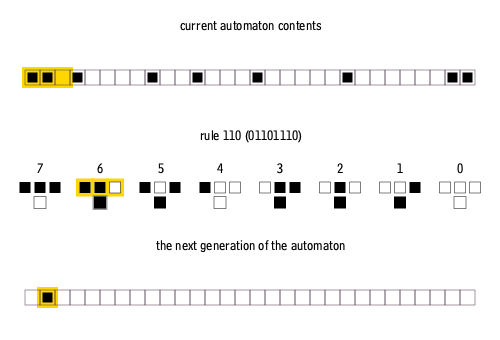 current automaton contents
rule 110 (01101110)
7 6 5 4 3 2 1 0
the next generation of the automaton